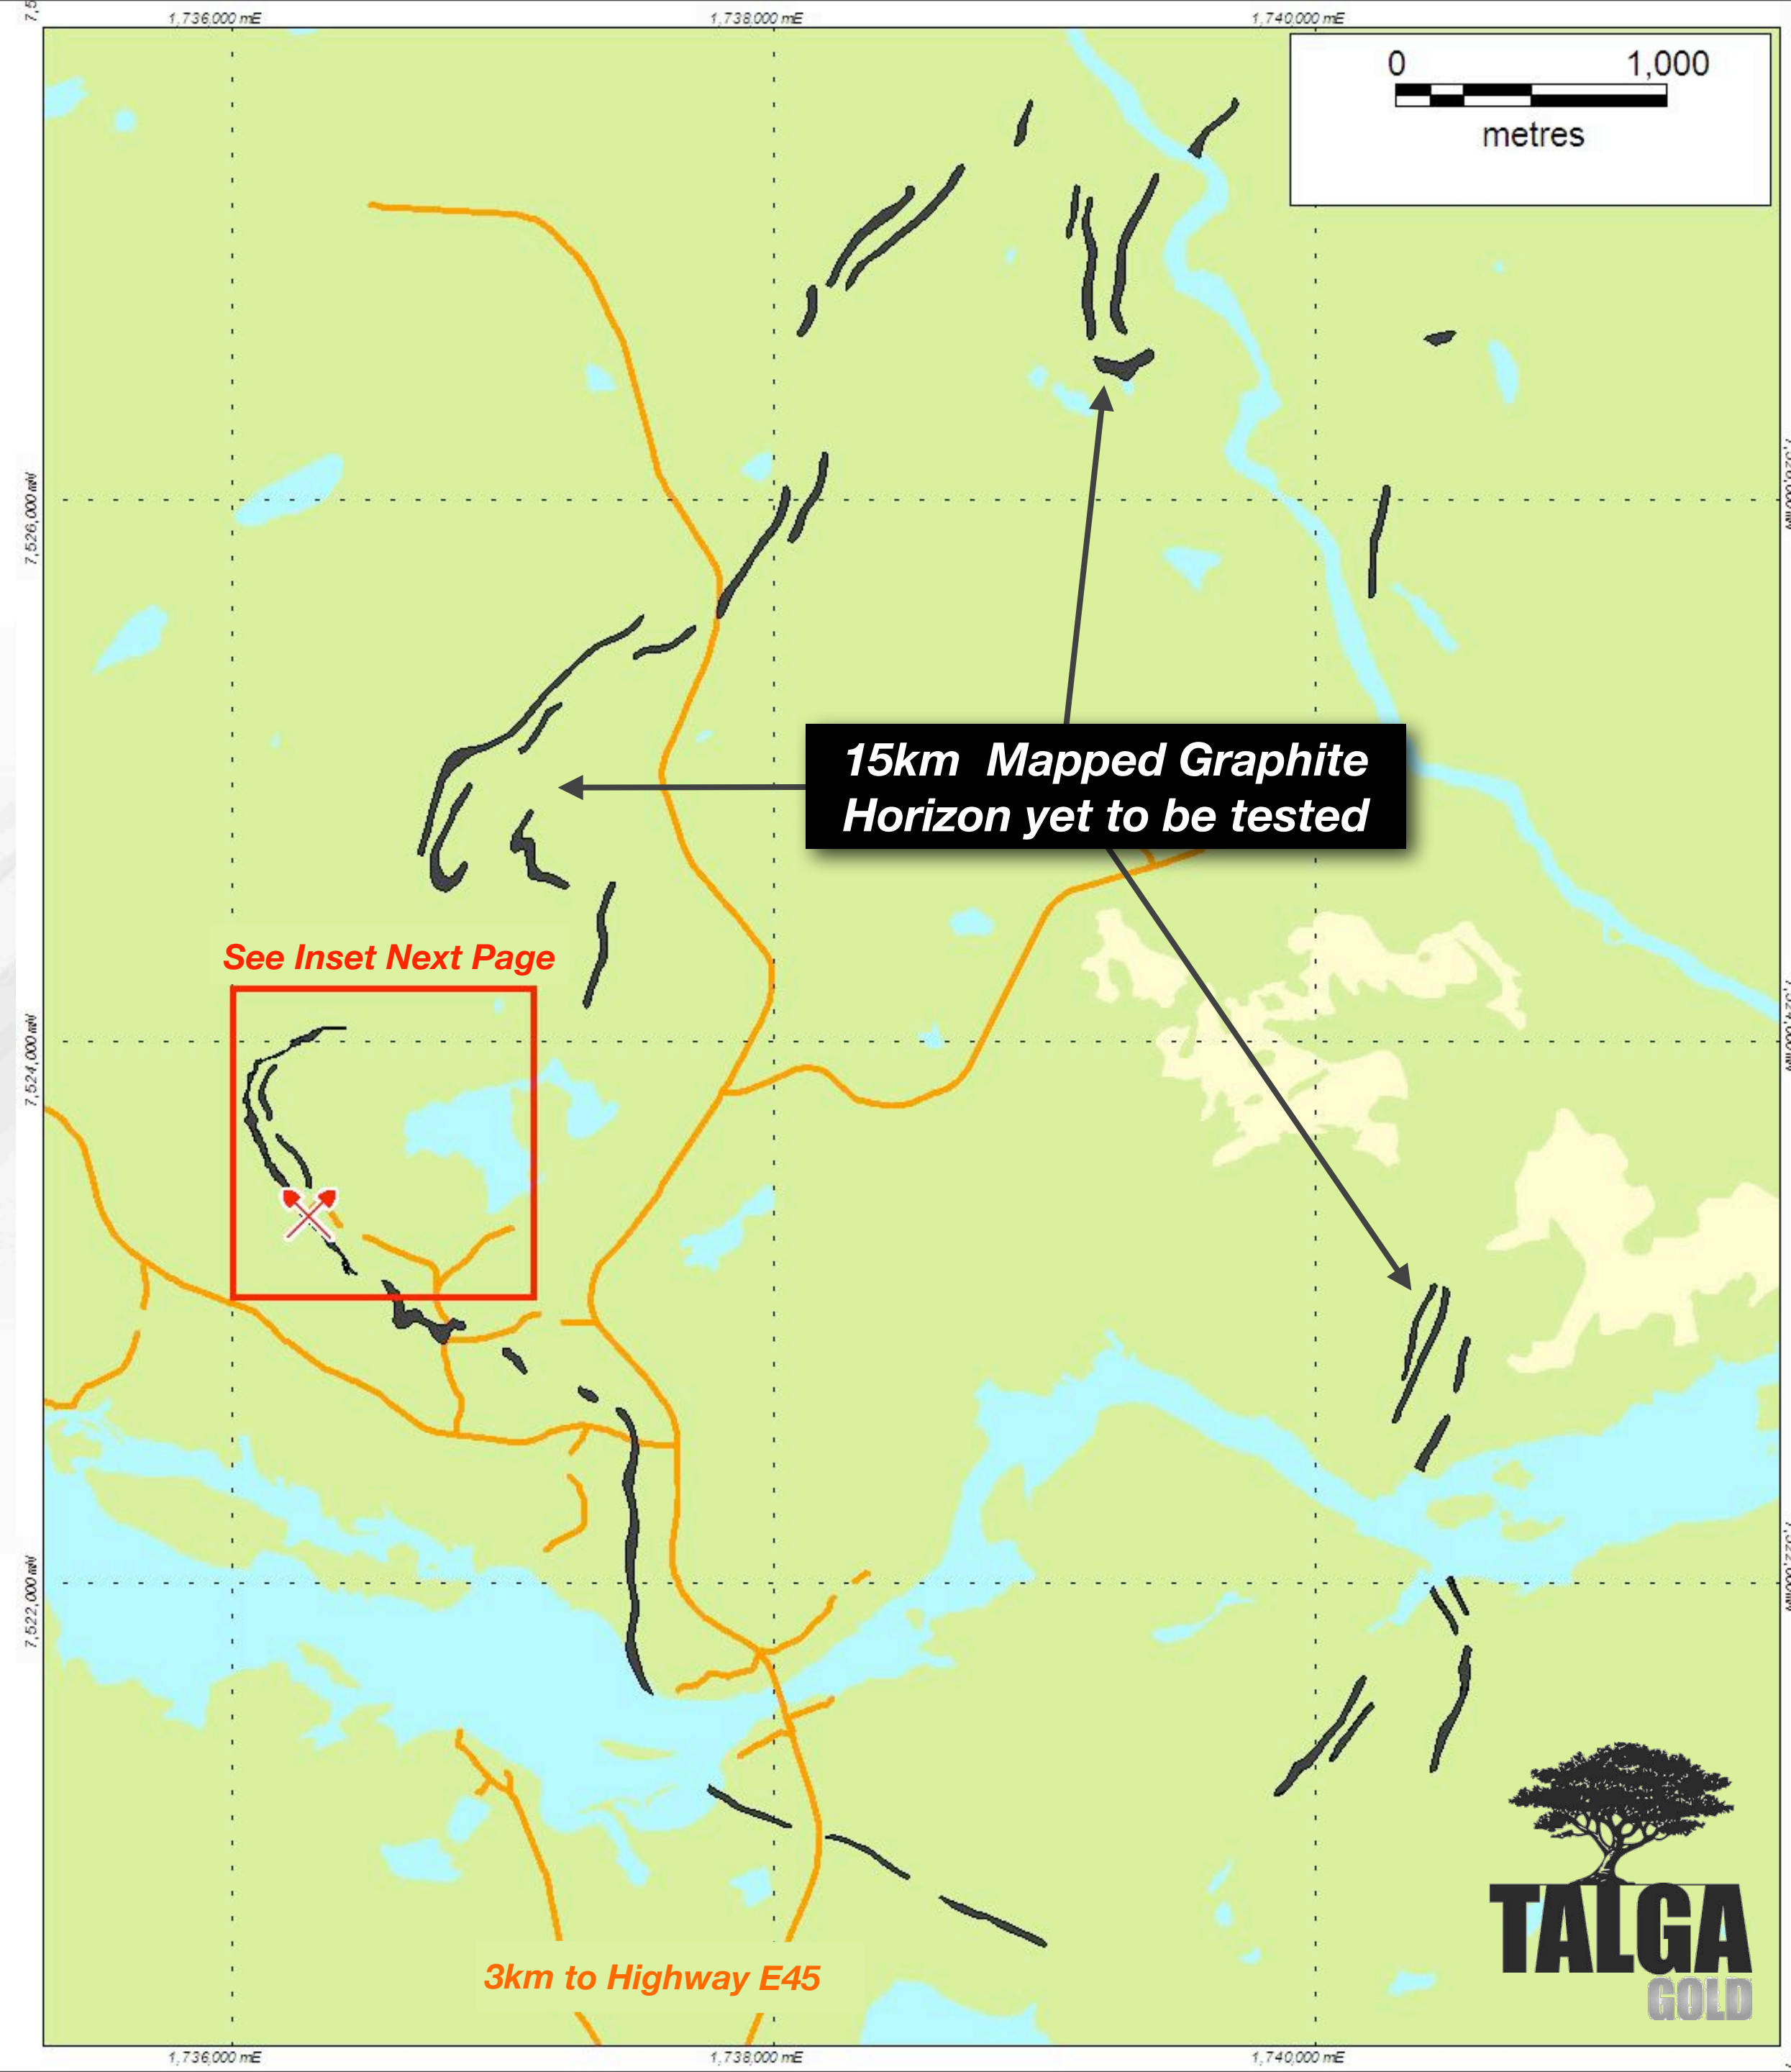 1,736,000 mE
1,738,000 mE
1,740,000 mE
0 1,000
metres
7,526,000 mN
15km Mapped Graphite
Horizon yet to be tested
See Inset Next Page
7,524,000 mN
7,522,000 mN
TALGA
GOLD
3km to Highway E45
1,736,000 mE
1,738,000 mE
1,740,000 mE